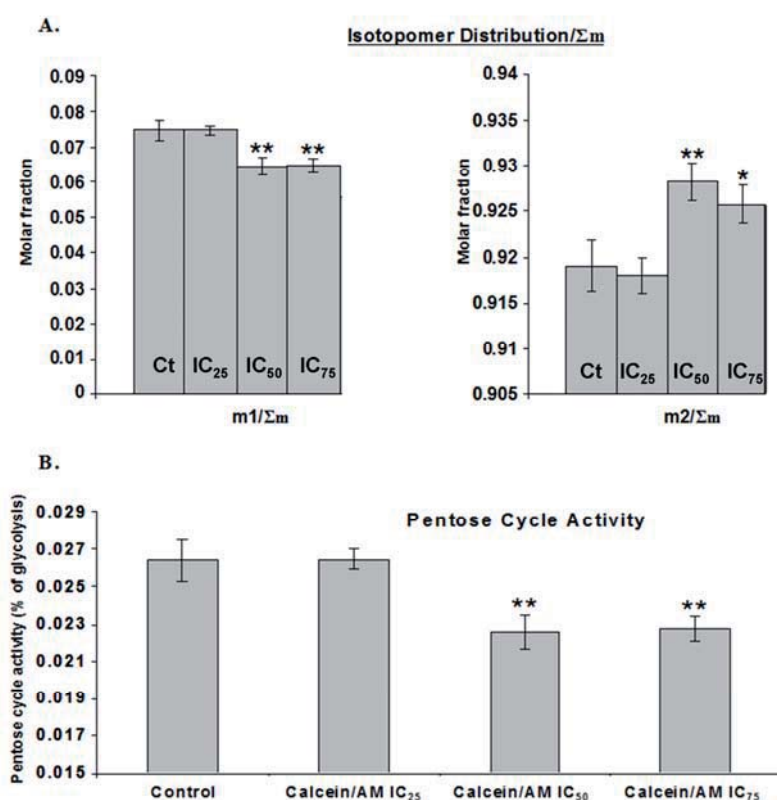 A.
Isotopomer Distribution/Σm
Molar fraction
0.09
0.08
0.07
0.06
0.05
0.04
0.03
0.02
0.01
0
** **
Ct IC25 IC50 IC75
m1/Σm
Molar fraction
0.94
0.935
0.93
0.925
0.92
0.915
0.91
0.905
** *
Ct IC25 IC50 IC75
m2/Σm
B.
Pentose Cycle Activity
Pentose cycle activity (% of glycolysis)
0.029
0.027
0.025
0.023
0.021
0.019
0.017
0.015
** **
Control Calcein/AM IC25 Calcein/AM IC50 Calcein/AM IC75